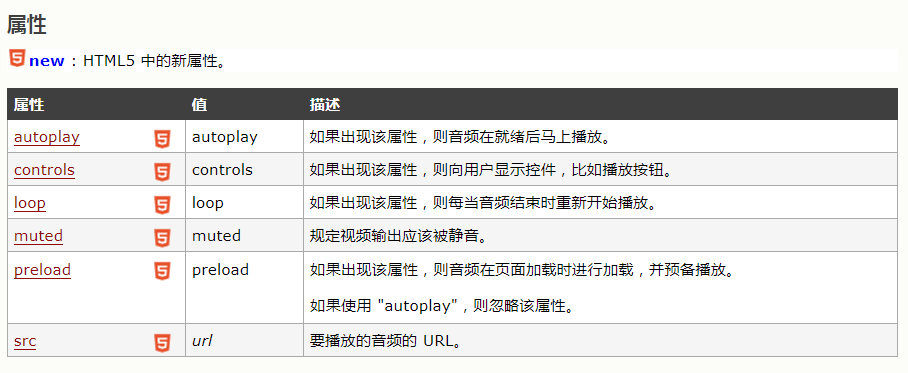 属性
5 new : HTML5 中的新属性。
属性 值 描述
autoplay 5 autoplay 如果出现该属性，则音频在就绪后马上播放。
controls 5 controls 如果出现该属性，则向用户显示控件，比如播放按钮。
loop 5 loop 如果出现该属性，则每当音频结束时重新开始播放。
muted 5 muted 规定视频输出应该被静音。
preload 5 preload 如果出现该属性，则音频在页面加载时进行加载，并预备播放。
如果使用 "autoplay"，则忽略该属性。
src 5 url 要播放的音频的 URL。